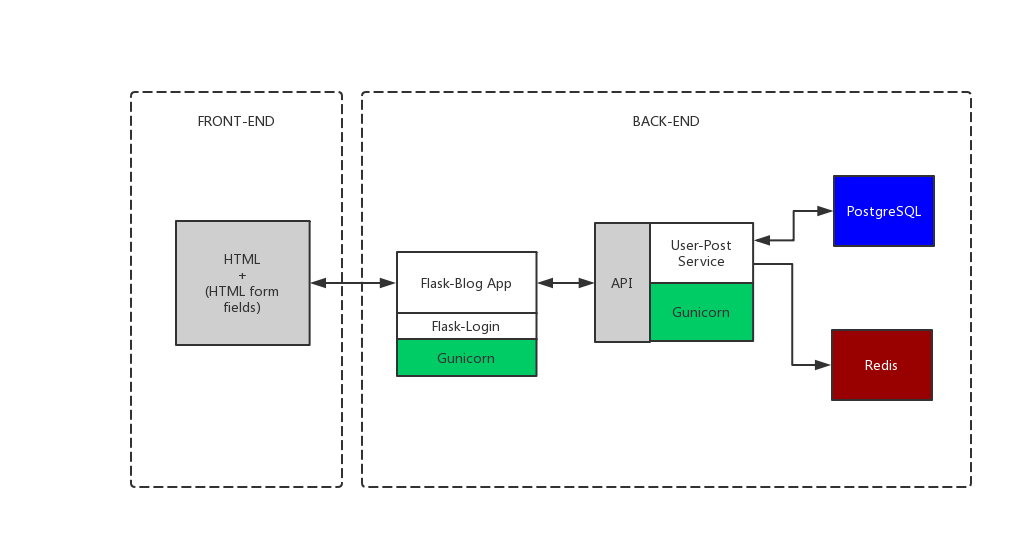 FRONT-END
BACK-END
HTML
+
(HTML form
fields)
Flask-Blog App
Flask-Login
Gunicorn
API
User-Post
Service
Gunicorn
PostgreSQL
Redis